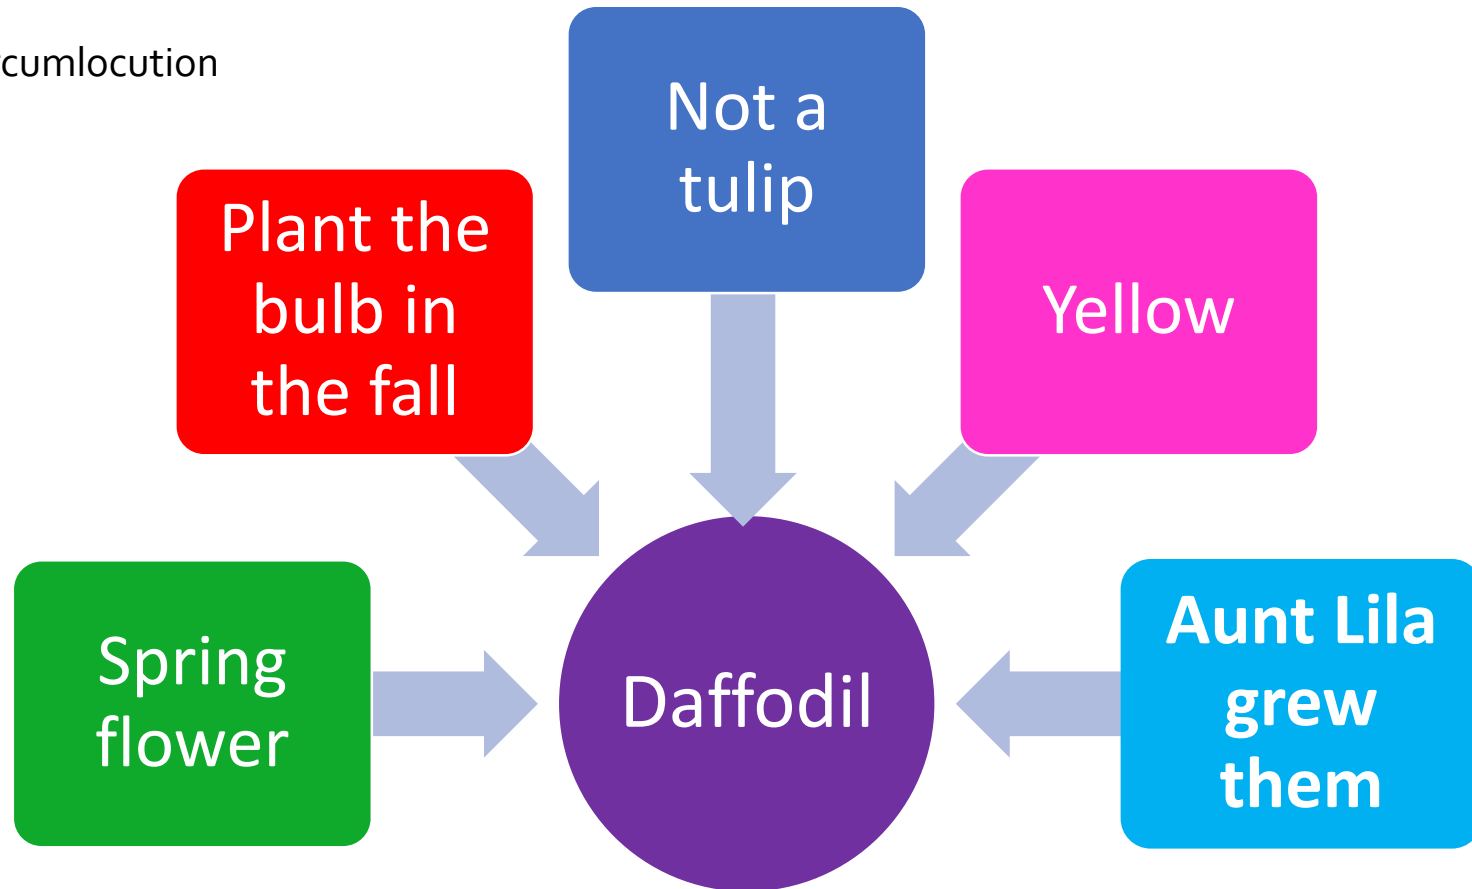 cumlocution
Not a
tulip
Plant the
bulb in
the fall
Yellow
Spring
flower
Daffodil
Aunt Lila
grew
them